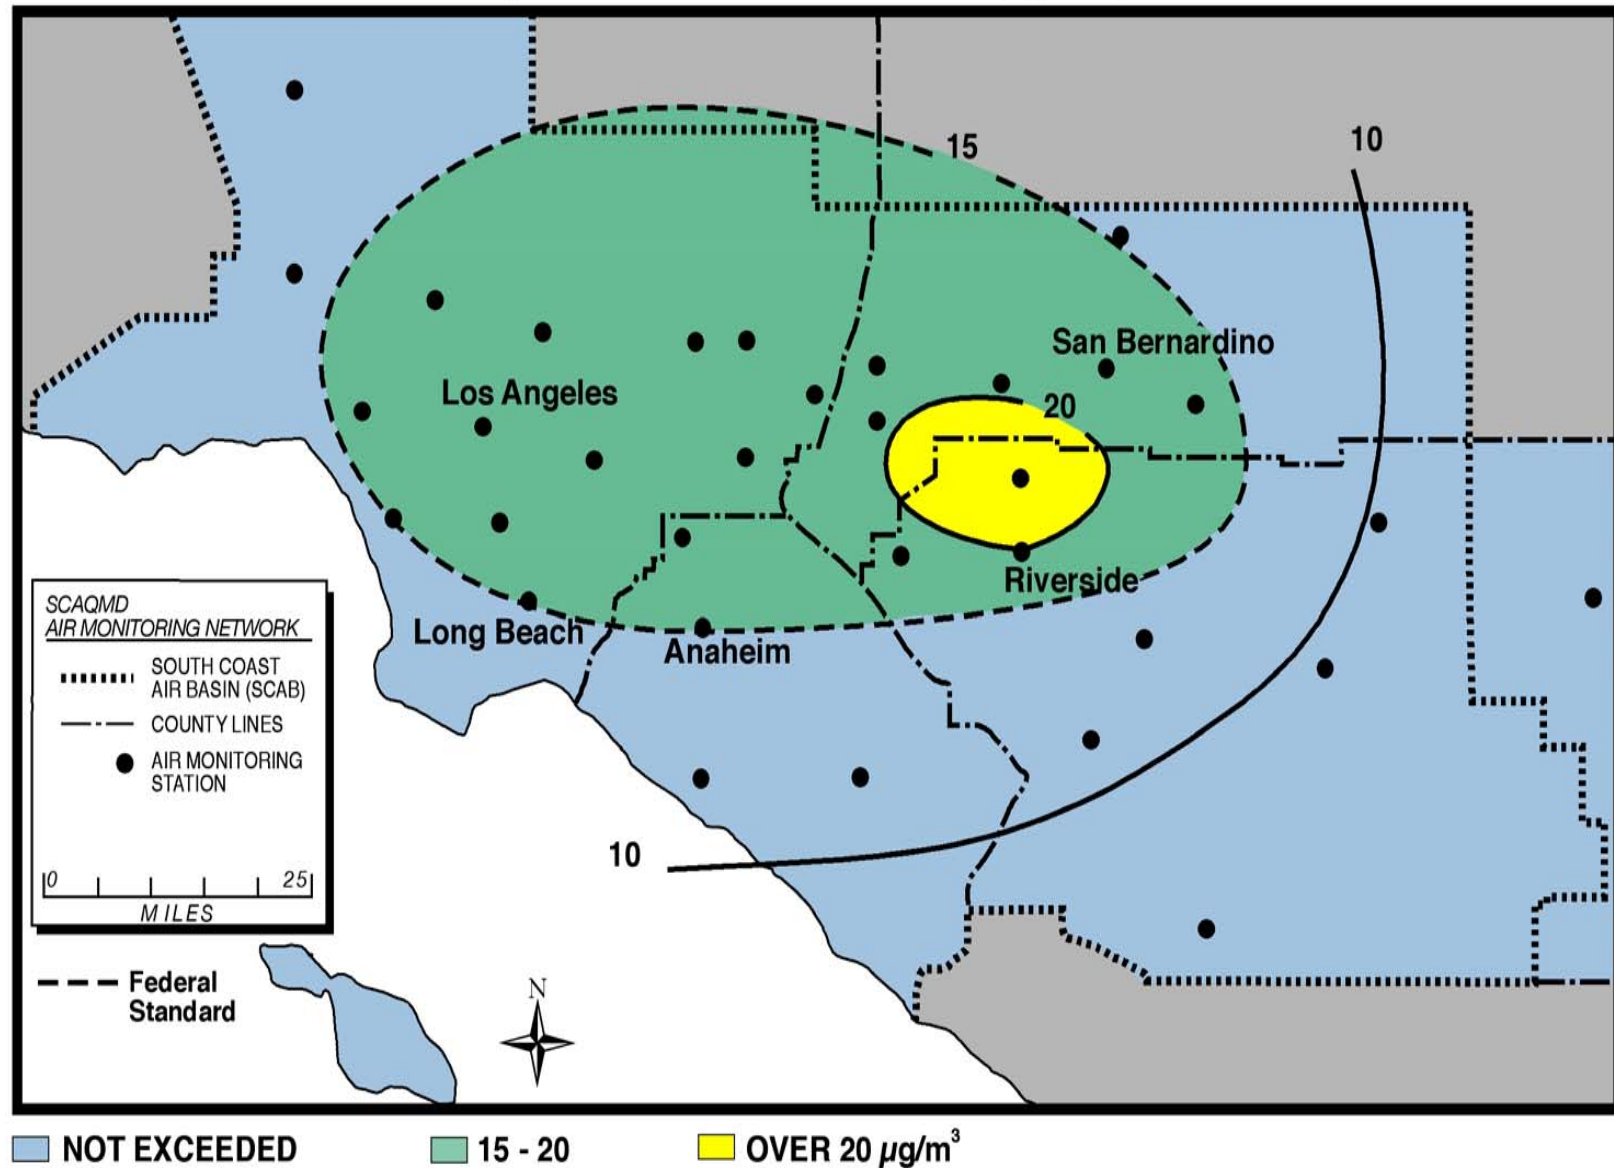 15
10
San Bernardino
Los Angeles
20
Riverside
Long Beach
Anaheim
10
SCAQMD
AIR MONITORING NETWORK
SOUTH COAST
AIR BASIN (SCAB)
COUNTY LINES
AIR MONITORING
STATION
0 25
MILES
Federal
Standard
N
NOT EXCEEDED
15 - 20
OVER 20 µg/m³